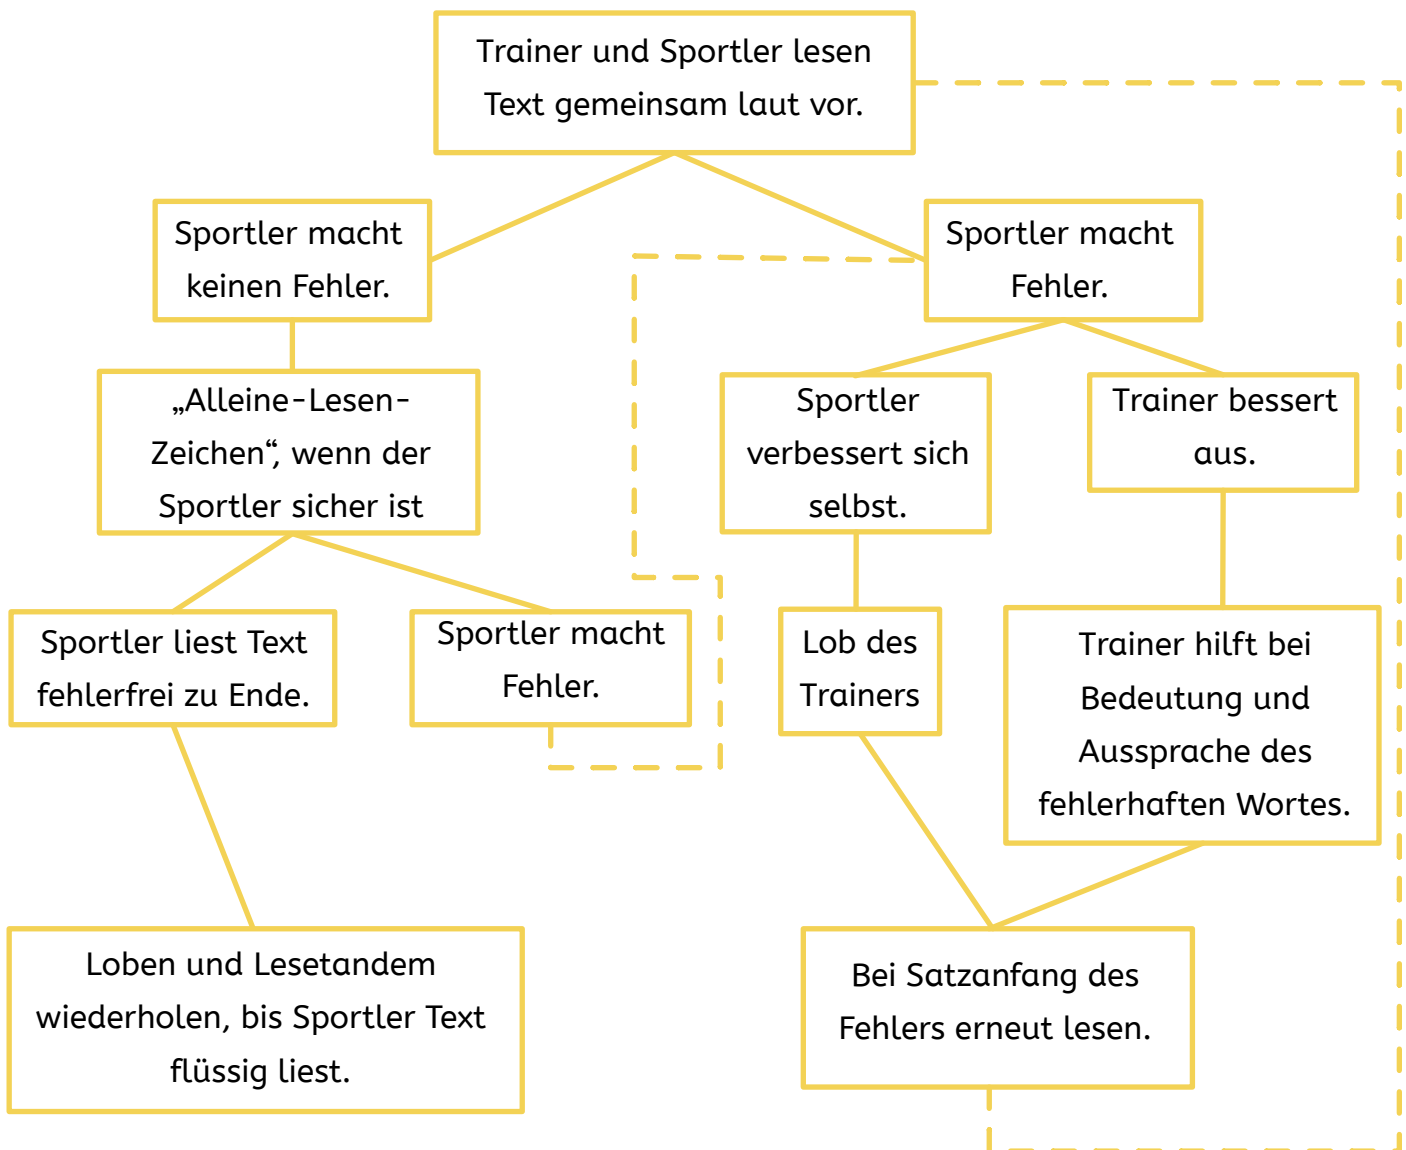 Trainer und Sportler lesen
Text gemeinsam laut vor.
Sportler macht
keinen Fehler.
Sportler macht
Fehler.
„Alleine-Lesen-
Zeichen“, wenn der
Sportler sicher ist
Sportler
verbessert sich
selbst.
Trainer bessert
aus.
Sportler liest Text
fehlerfrei zu Ende.
Sportler macht
Fehler.
Lob des
Trainers
Trainer hilft bei
Bedeutung und
Aussprache des
fehlerhaften Wortes.
Loben und Lesetandem
wiederholen, bis Sportler Text
flüssig liest.
Bei Satzanfang des
Fehlers erneut lesen.